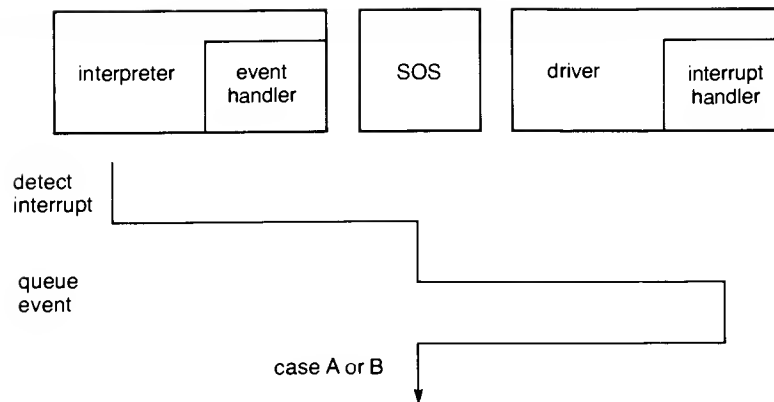 interpreter
event
handler
SOS
driver
interrupt
handler
detect
interrupt
queue
event
case A or B